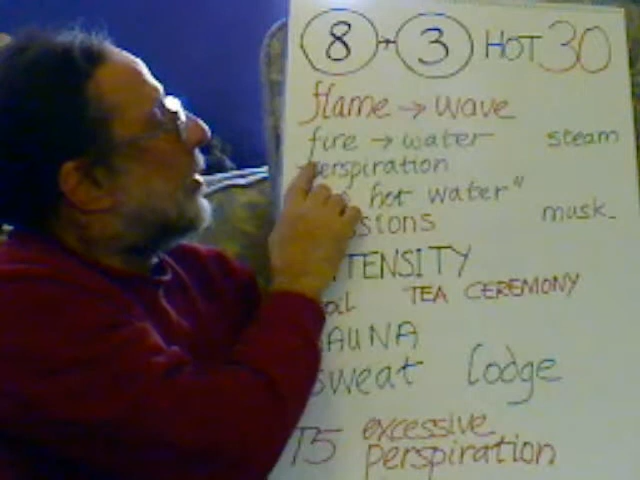 8 → 3 HOT 30
flame → wave
fire → water steam
perspiration
hot water"
musk
TENSITY
TEA CEREMONY
AUNA
sweat lodge
T5 excessive
perspiration